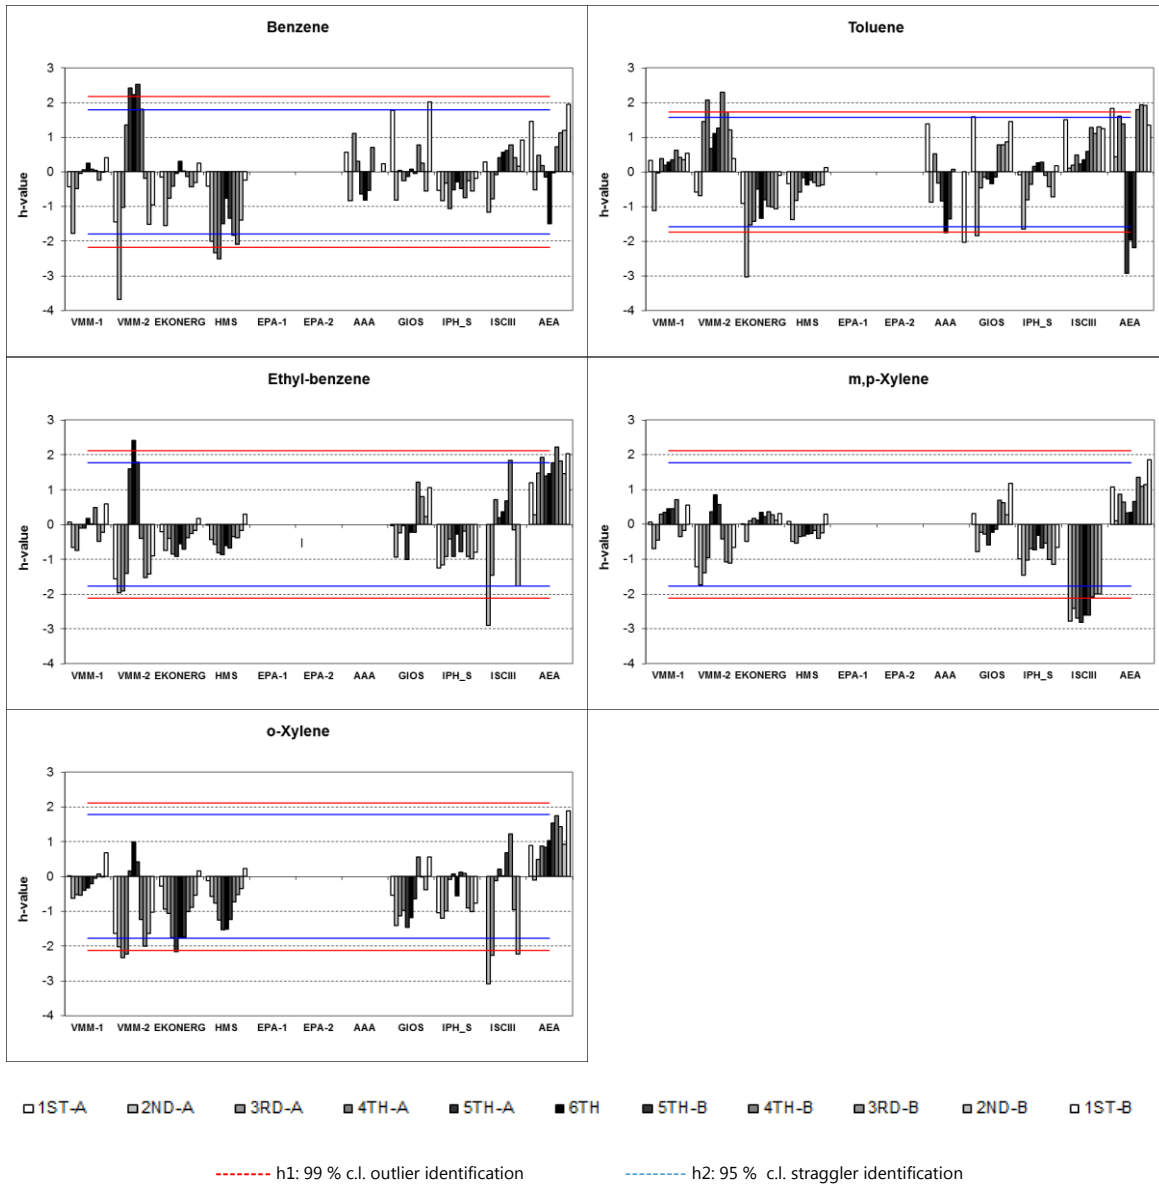 Benzene
3
2
1
0
-1
-2
-3
-4
h-value
VMM-1 VMM-2 EKONERG HMS EPA-1 EPA-2 AAA GIOS IPH_S ISCIII AEA
Toluene
3
2
1
0
-1
-2
-3
-4
h-value
VMM-1 VMM-2 EKONERG HMS EPA-1 EPA-2 AAA GIOS IPH_S ISCIII AEA
Ethyl-benzene
3
2
1
0
-1
-2
-3
-4
h-value
VMM-1 VMM-2 EKONERG HMS EPA-1 EPA-2 AAA GIOS IPH_S ISCIII AEA
m,p-Xylene
3
2
1
0
-1
-2
-3
-4
h-value
VMM-1 VMM-2 EKONERG HMS EPA-1 EPA-2 AAA GIOS IPH_S ISCIII AEA
o-Xylene
3
2
1
0
-1
-2
-3
-4
h-value
VMM-1 VMM-2 EKONERG HMS EPA-1 EPA-2 AAA GIOS IPH_S ISCIII AEA
1ST-A 2ND-A 3RD-A 4TH-A 5TH-A 6TH 5TH-B 4TH-B 3RD-B 2ND-B 1ST-B
h1: 99 % c.l. outlier identification h2: 95 % c.l. straggler identification